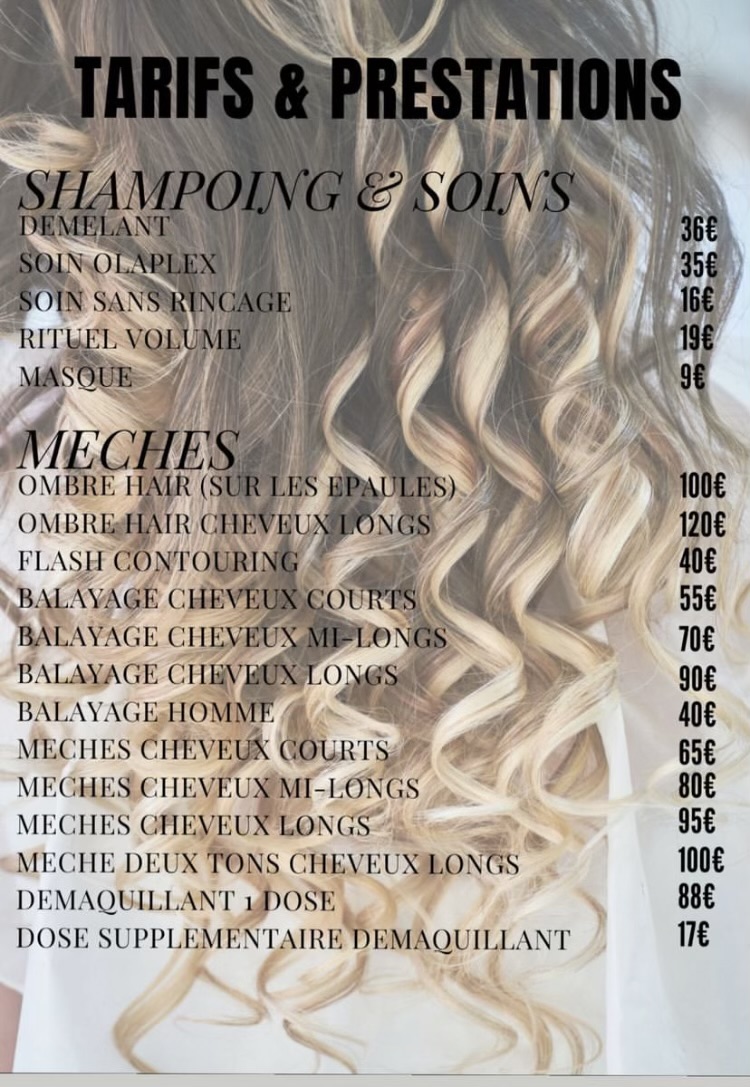 TARIFS & PRESTATIONS
SHAMPOING & SOINS
DEMELANT 36€
SOIN OLAPLEX 35€
SOIN SANS RINCAGE 16€
RITUEL VOLUME 19€
MASQUE 9€
MECHES
OMBRE HAIR (SUR LES EPAULES) 100€
OMBRE HAIR CHEVEUX LONGS 120€
FLASH CONTOURING 40€
BALAYAGE CHEVEUX COURTS 55€
BALAYAGE CHEVEUX MI-LONGS 70€
BALAYAGE CHEVEUX LONGS 90€
BALAYAGE HOMME 40€
MECHES CHEVEUX COURTS 65€
MECHES CHEVEUX MI-LONGS 80€
MECHES CHEVEUX LONGS 95€
MECHE DEUX TONS CHEVEUX LONGS 100€
DEMAQUILLANT 1 DOSE 88€
DOSE SUPPLEMENTAIRE DEMAQUILLANT 17€